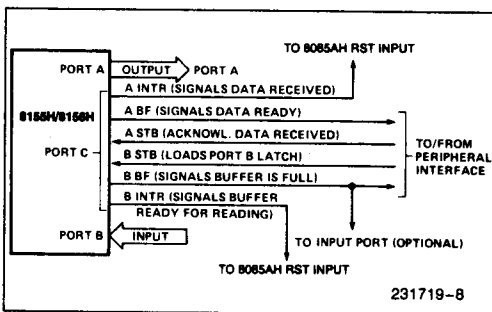 TO 8085AH RST INPUT
PORT A
OUTPUT
PORT A
A INTR (SIGNALS DATA RECEIVED)
8155H/8156H
A BF (SIGNALS DATA READY)
A STB (ACKNOWL. DATA RECEIVED)
PORT C
B STB (LOADS PORT B LATCH)
TO/FROM
PERIPHERAL
INTERFACE
B BF (SIGNALS BUFFER IS FULL)
B INTR (SIGNALS BUFFER
READY FOR READING)
PORT B
INPUT
TO INPUT PORT (OPTIONAL)
TO 8085AH RST INPUT
231719-8